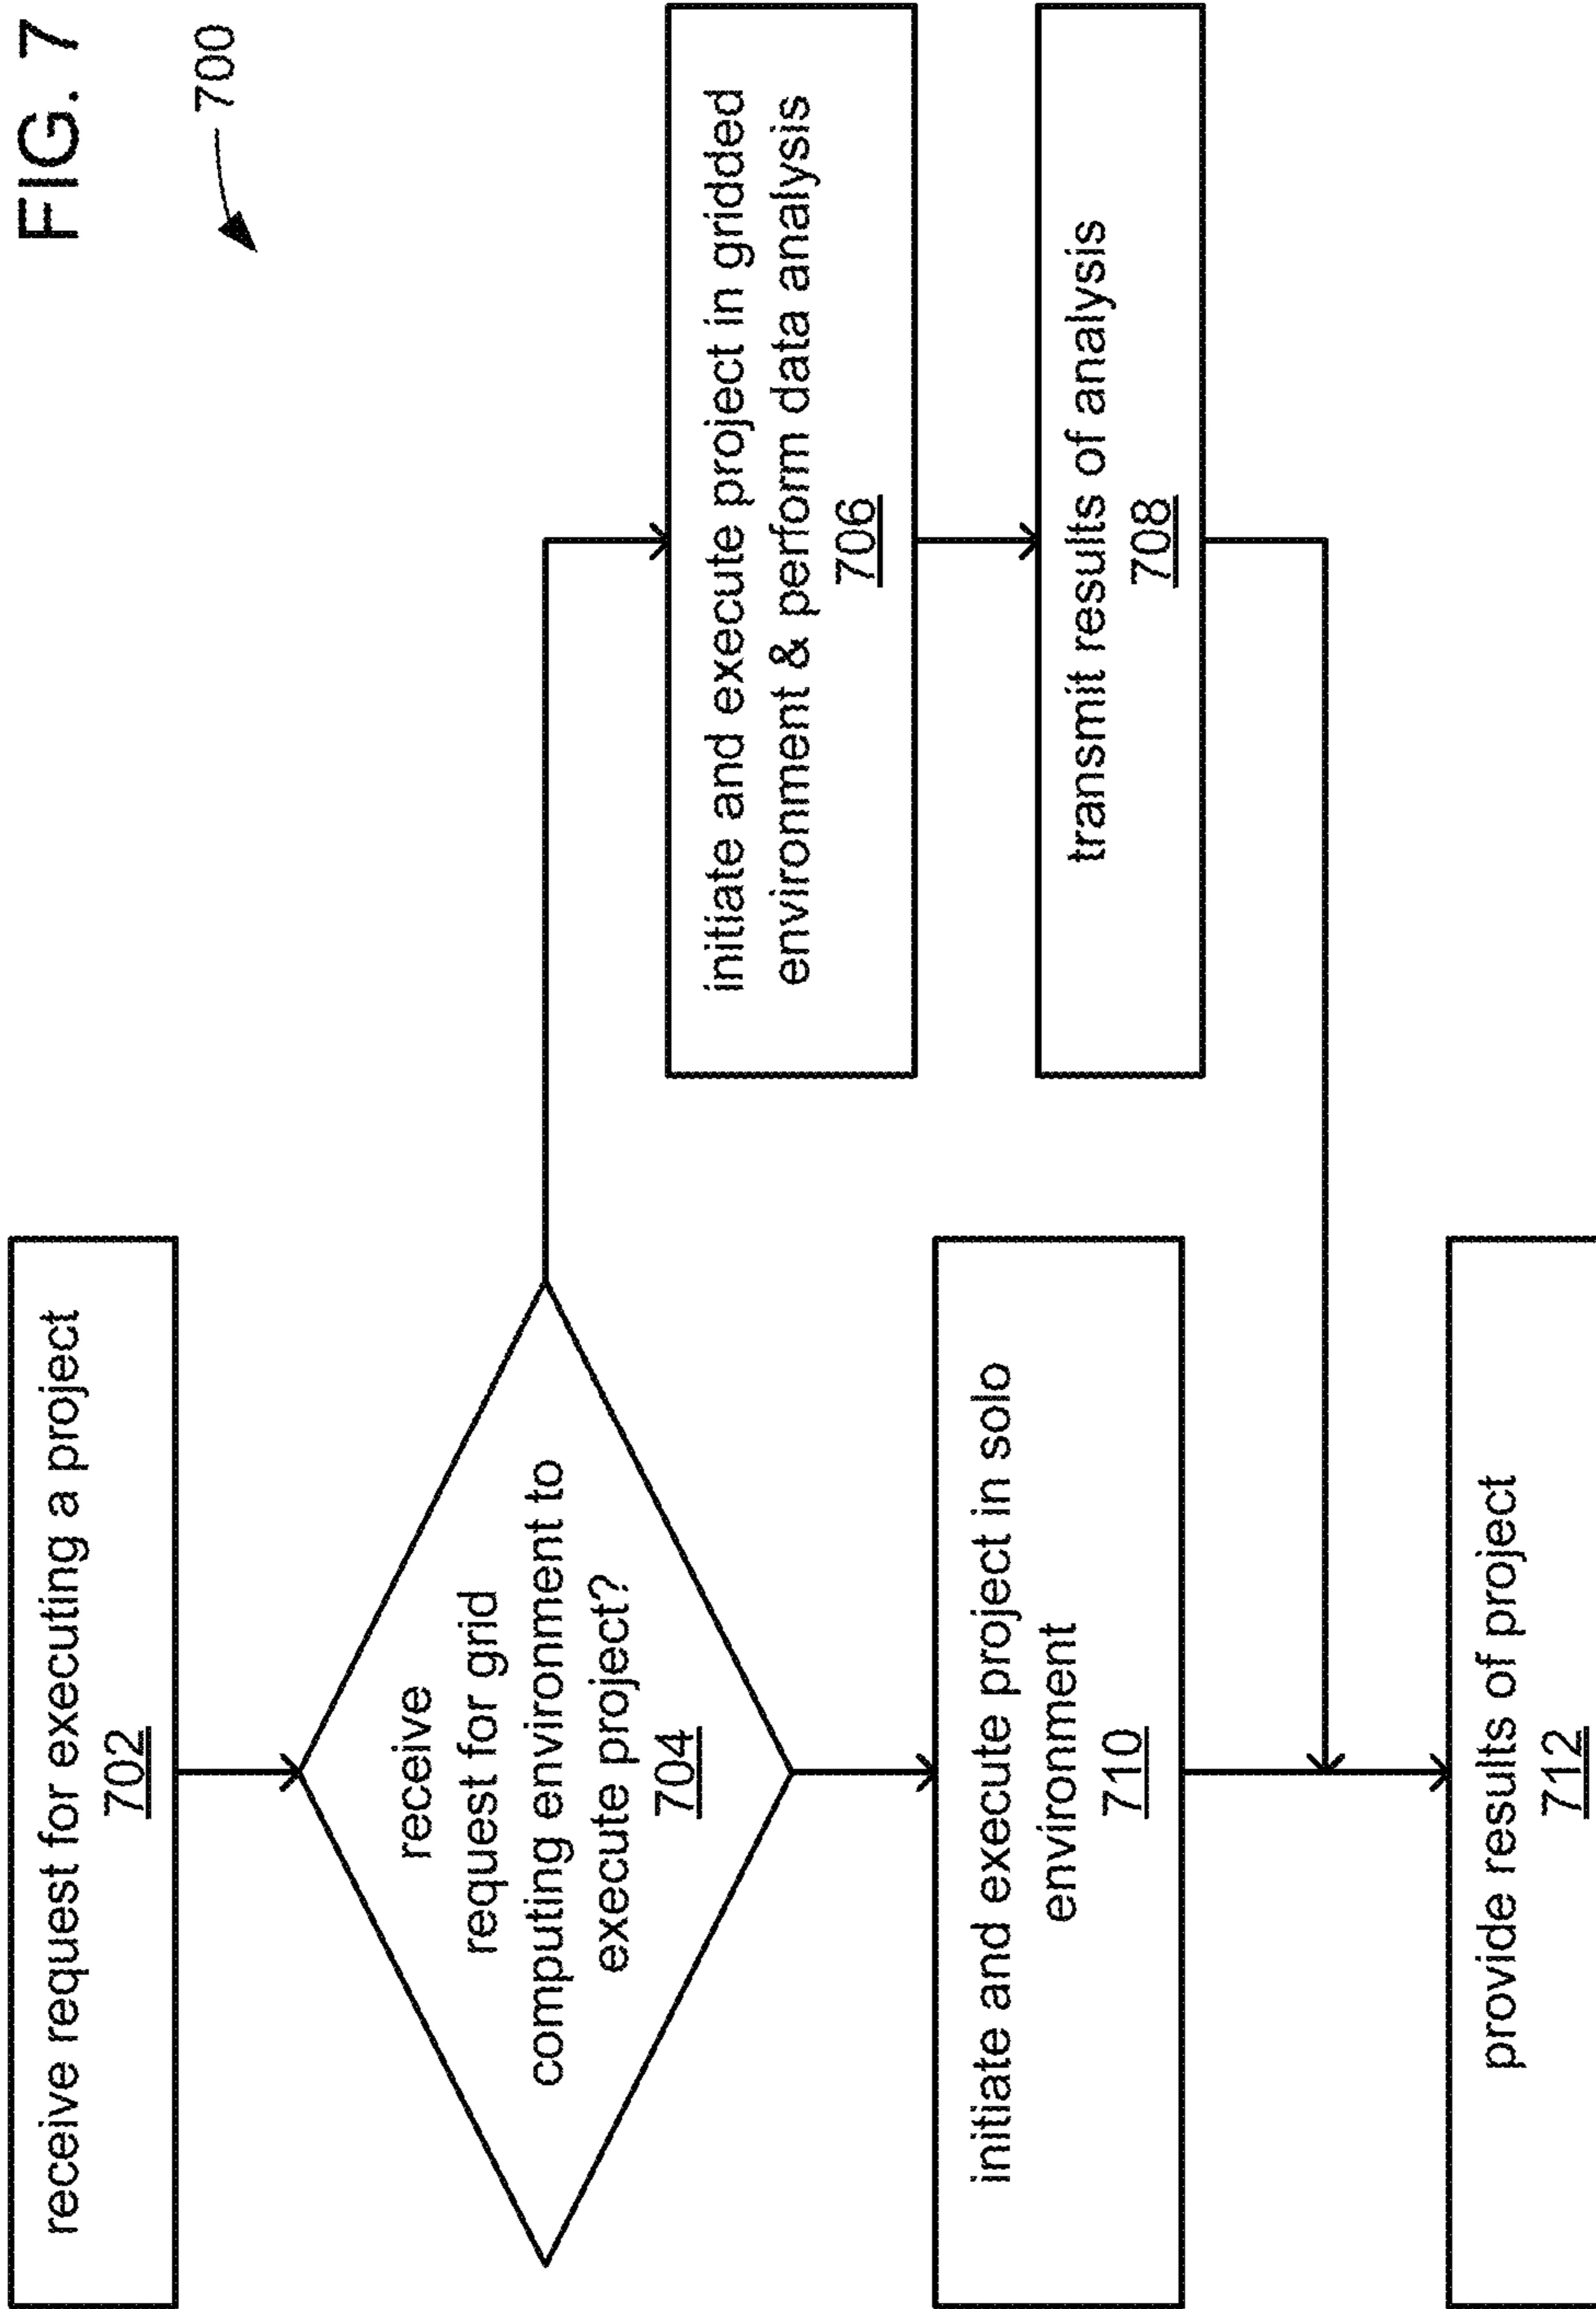 FIG. 7
700
receive request for executing a project
702
receive
request for grid
computing environment to
execute project?
704
initiate and execute project in gridded
environment & perform data analysis
706
transmit results of analysis
708
initiate and execute project in solo
environment
710
provide results of project
712